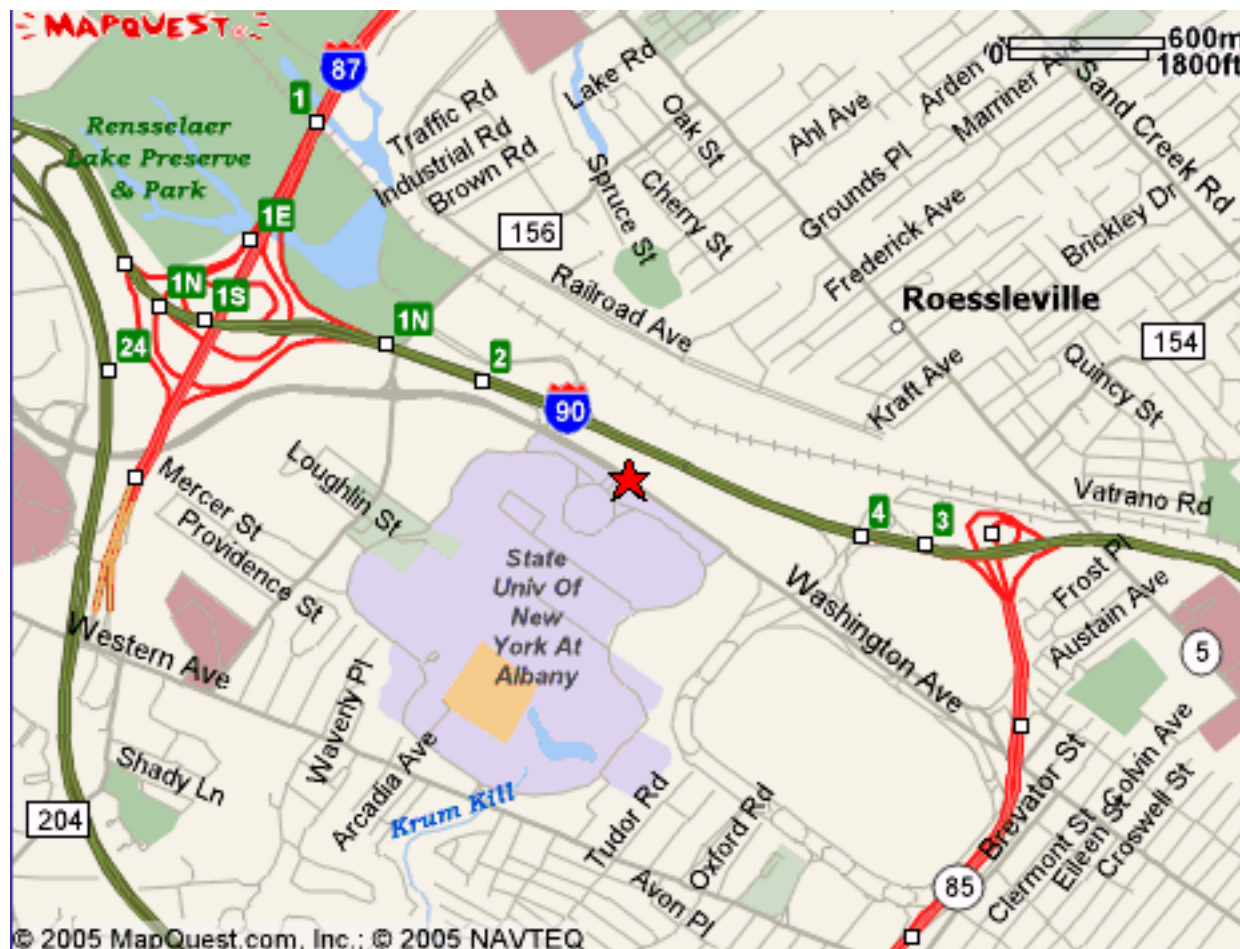 MAPQUEST
87
0
600m
1800ft
1
Rensselaer
Lake Preserve
& Park
Traffic Rd
Industrial Rd
Brown Rd
Lake Rd
Oak St
Spruce St
Cherry St
Ahl Ave
Arden
Marriner Ave
Sand Creek Rd
Grounds Pl
Frederick Ave
Brickley Dr
1E
156
Railroad Ave
Roessleville
1N
1S
1N
24
2
90
154
Kraft Ave
Quincy St
Loughlin St
Mercer St
Providence St
4
3
Vatrano Rd
State
Univ Of
New
York At
Albany
Washington Ave
Frost Pl
Austain Ave
5
Western Ave
Waverly Pl
Arcadia Ave
Shady Ln
204
Krum Kill
Tudor Rd
Oxford Rd
Avon Pl
Brevator St
Colvin Ave
Clermont St
Eileen St
Croswell St
85
© 2005 MapQuest.com, Inc.; © 2005 NAVTEQ